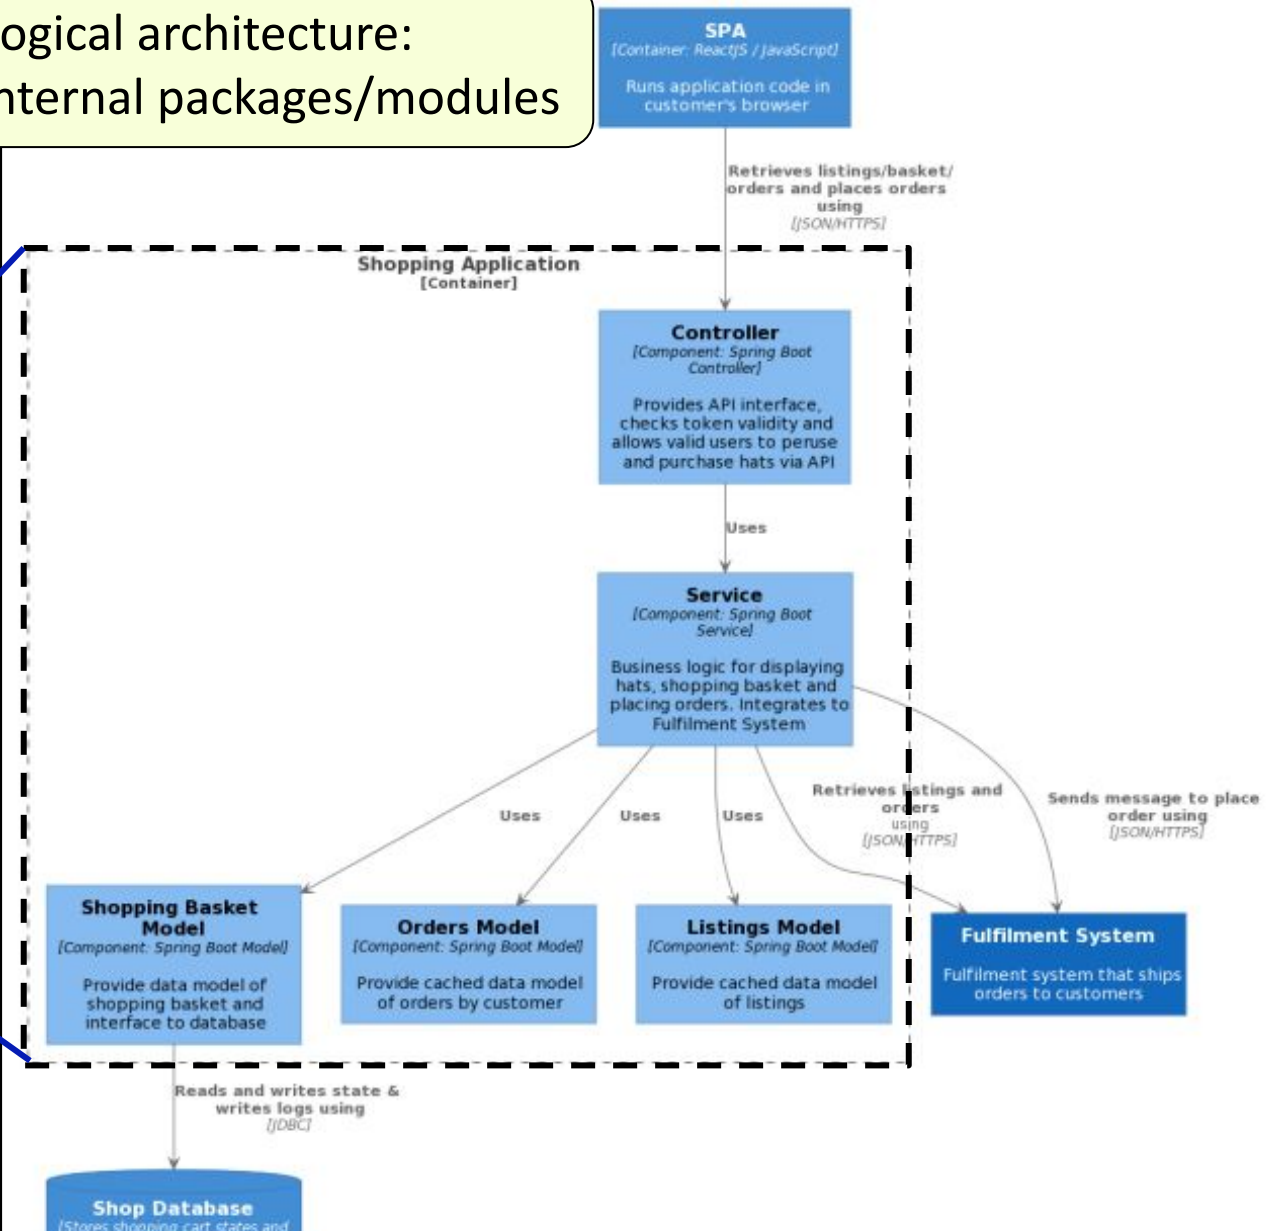 ogical architecture:
nternal packages/modules
SPA
[Container: ReactJS / JavaScript]
Runs application code in
customer's browser
Retrieves listings/basket/
orders and places orders
using
[JSON/HTTPS]
Shopping Application
[Container]
Controller
[Component: Spring Boot
Controller]
Provides API interface,
checks token validity and
allows valid users to peruse
and purchase hats via API
Uses
Service
[Component: Spring Boot
Service]
Business logic for displaying
hats, shopping basket and
placing orders. Integrates to
Fulfilment System
Uses
Uses
Uses
Retrieves listings and
orders
using
[JSON/HTTPS]
Sends message to place
order using
[JSON/HTTPS]
Shopping Basket
Model
[Component: Spring Boot Model]
Provide data model of
shopping basket and
interface to database
Orders Model
[Component: Spring Boot Model]
Provide cached data model
of orders by customer
Listings Model
[Component: Spring Boot Model]
Provide cached data model
of listings
Fulfilment System
Fulfilment system that ships
orders to customers
Reads and writes state &
writes logs using
[JDBC]
Shop Database
[Stores shopping cart states and